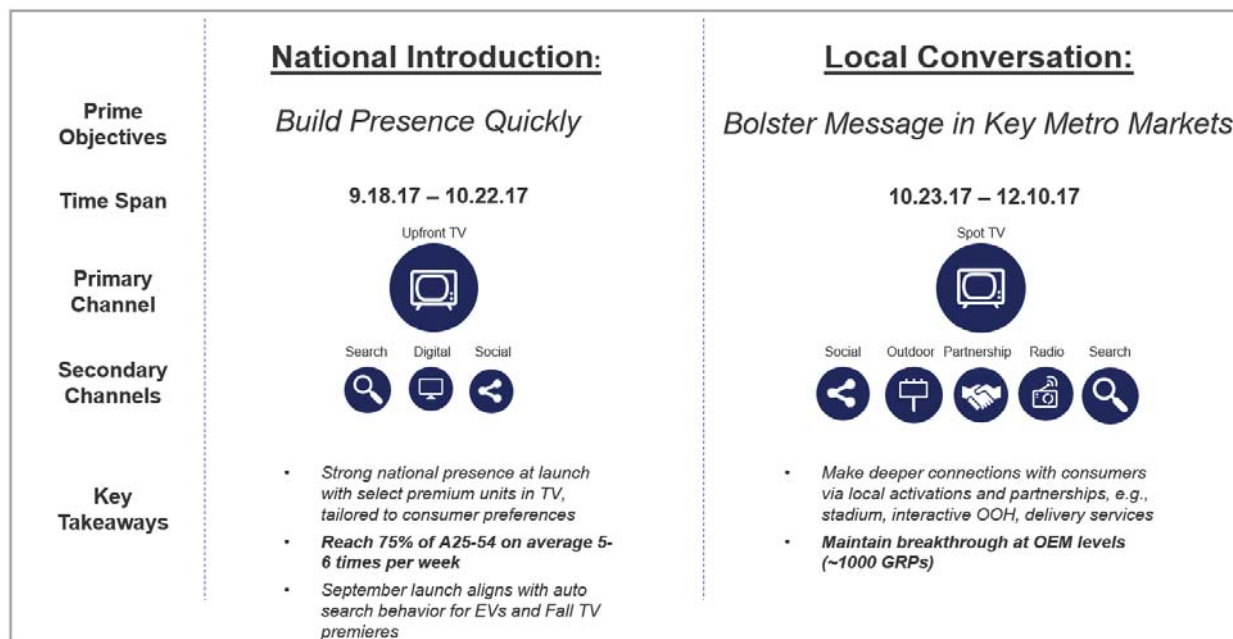 National Introduction:
Local Conversation:
Prime
Objectives
Build Presence Quickly
Bolster Message in Key Metro Markets
Time Span
9.18.17 – 10.22.17
10.23.17 – 12.10.17
Primary
Channel
Upfront TV
Spot TV
Secondary
Channels
Search Digital Social
Social Outdoor Partnership Radio Search
Key
Takeaways
• Strong national presence at launch
with select premium units in TV,
tailored to consumer preferences
• Reach 75% of A25-54 on average 5-
6 times per week
• September launch aligns with auto
search behavior for EVs and Fall TV
premieres
• Make deeper connections with consumers
via local activations and partnerships, e.g.,
stadium, interactive OOH, delivery services
• Maintain breakthrough at OEM levels
(~1000 GRPs)